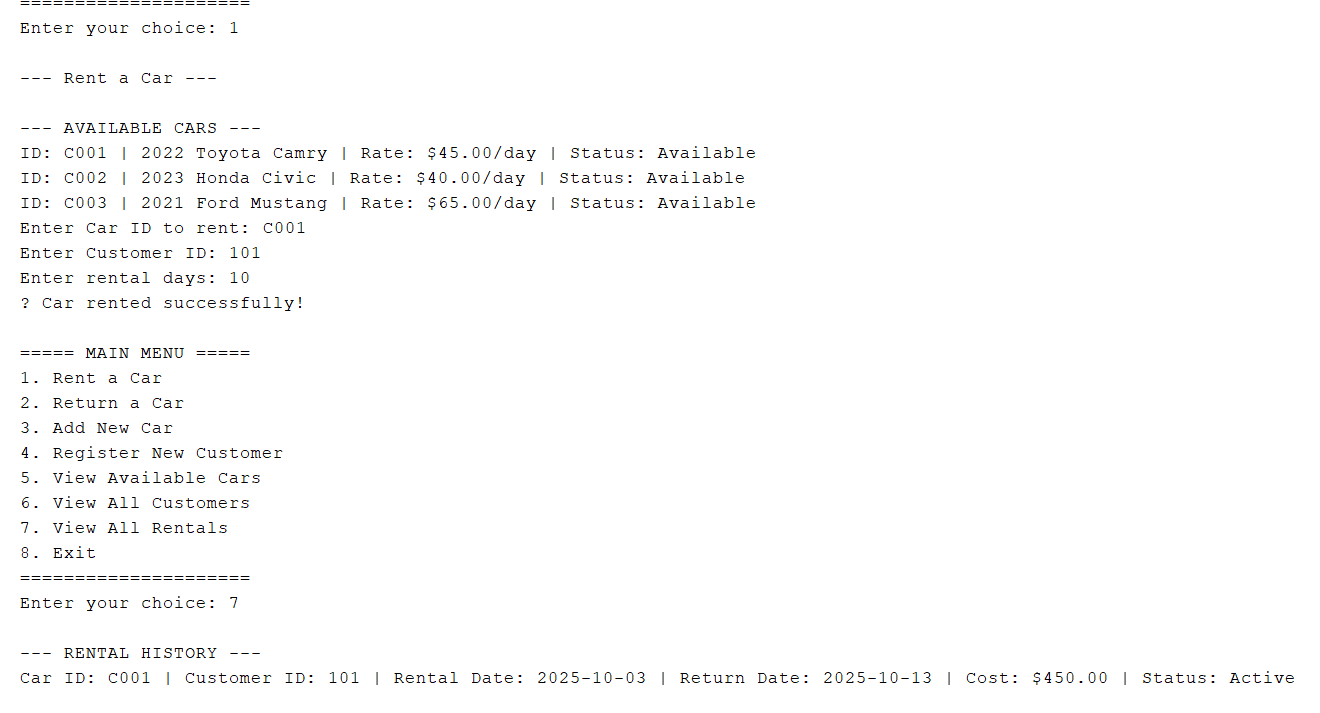 =====================
Enter your choice: 1
--- Rent a Car ---
--- AVAILABLE CARS ---
ID: C001 | 2022 Toyota Camry | Rate: $45.00/day | Status: Available
ID: C002 | 2023 Honda Civic | Rate: $40.00/day | Status: Available
ID: C003 | 2021 Ford Mustang | Rate: $65.00/day | Status: Available
Enter Car ID to rent: C001
Enter Customer ID: 101
Enter rental days: 10
? Car rented successfully!
===== MAIN MENU =====
1. Rent a Car
2. Return a Car
3. Add New Car
4. Register New Customer
5. View Available Cars
6. View All Customers
7. View All Rentals
8. Exit
=====================
Enter your choice: 7
--- RENTAL HISTORY ---
Car ID: C001 | Customer ID: 101 | Rental Date: 2025-10-03 | Return Date: 2025-10-13 | Cost: $450.00 | Status: Active